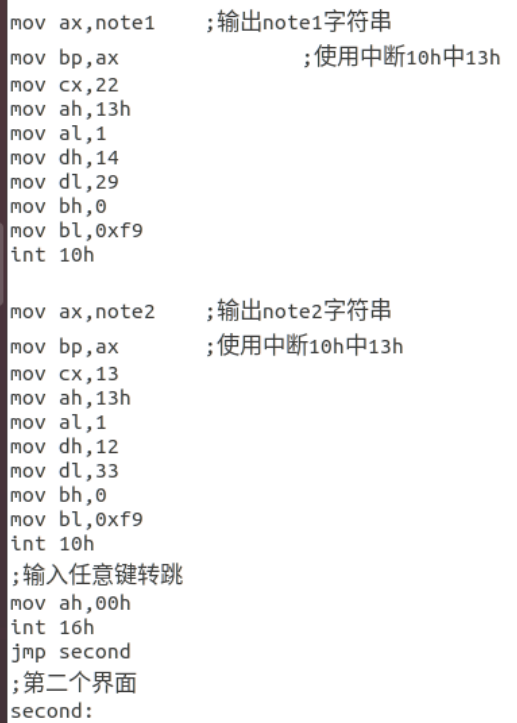 mov ax,note1    ;输出note1字符串
mov bp,ax               ;使用中断10h中13h
mov cx,22
mov ah,13h
mov al,1
mov dh,14
mov dl,29
mov bh,0
mov bl,0xf9
int 10h

mov ax,note2    ;输出note2字符串
mov bp,ax       ;使用中断10h中13h
mov cx,13
mov ah,13h
mov al,1
mov dh,12
mov dl,33
mov bh,0
mov bl,0xf9
int 10h
;输入任意键转跳
mov ah,00h
int 16h
jmp second
;第二个界面
second: